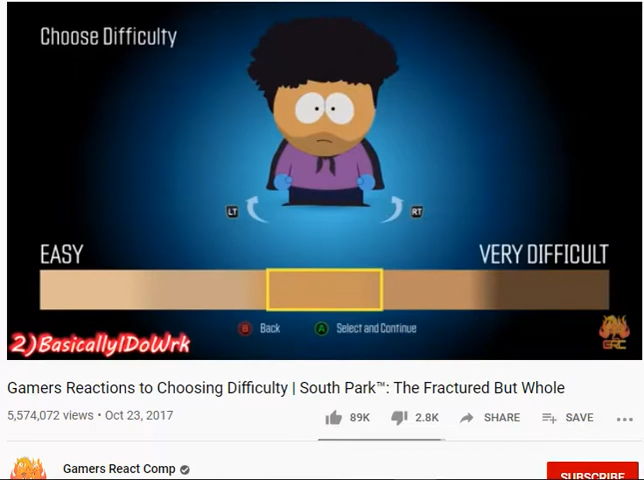 Choose Difficulty
LT
RT
EASY
VERY DIFFICULT
B Back
A Select and Continue
2)BasicallyIDoWrk
GRC
Gamers Reactions to Choosing Difficulty | South Park™: The Fractured But Whole
5,574,072 views • Oct 23, 2017
89K
2.8K
SHARE
SAVE
Gamers React Comp
SUBSCRIBE